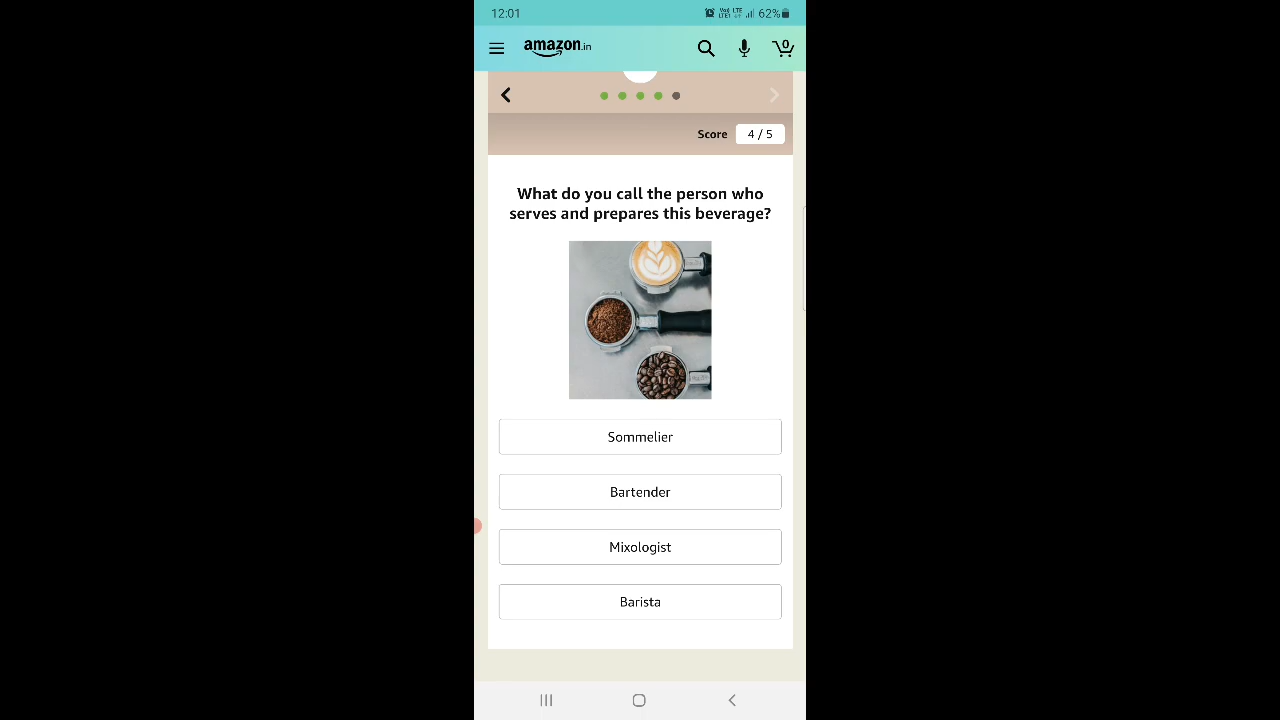 12:01
62%
amazon.in
0
Score 4 / 5
What do you call the person who
serves and prepares this beverage?
Sommelier
Bartender
Mixologist
Barista